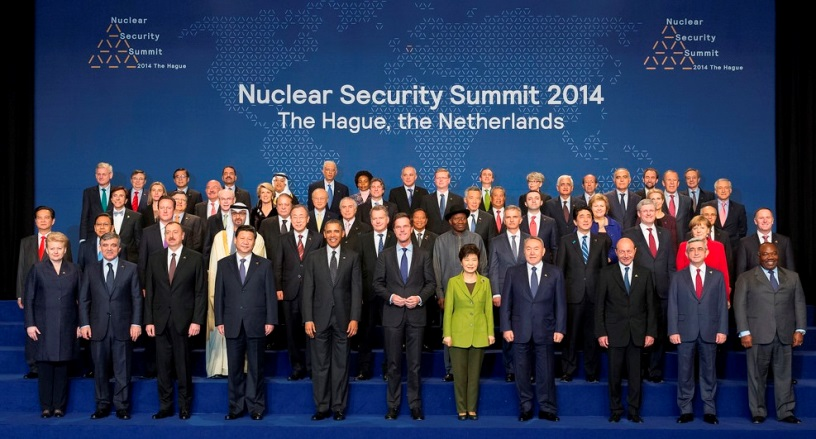 Nuclear
Security
Summit
2014 The Hague
Nuclear
Security
Summit
2014 The Hague
Nuclear Security Summit 2014
The Hague, the Netherlands